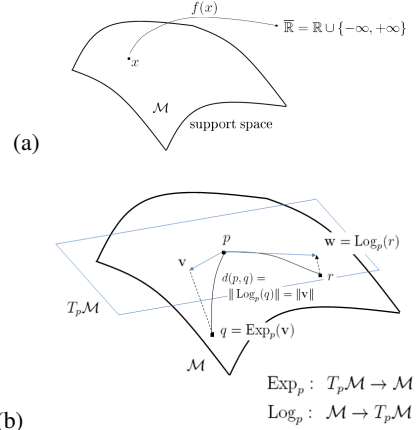 f(x)
ℝ̅ = ℝ ∪ {−∞, +∞}
x
ℳ
support space
(a)
p
w = Log_p(r)
v
d(p, q) =
‖ Log_p(q)‖ = ‖v‖
r
T_pℳ
q = Exp_p(v)
ℳ
Exp_p : T_pℳ → ℳ
Log_p : ℳ → T_pℳ
(b)